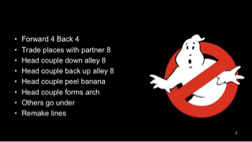 • Forward 4 Back 4
• Trade places with partner 8
• Head couple down alley 8
• Head couple back up alley 8
• Head couple peel banana
• Head couple forms arch
• Others go under
• Remake lines